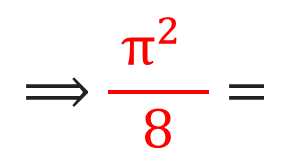 ⇒ π²/8 =